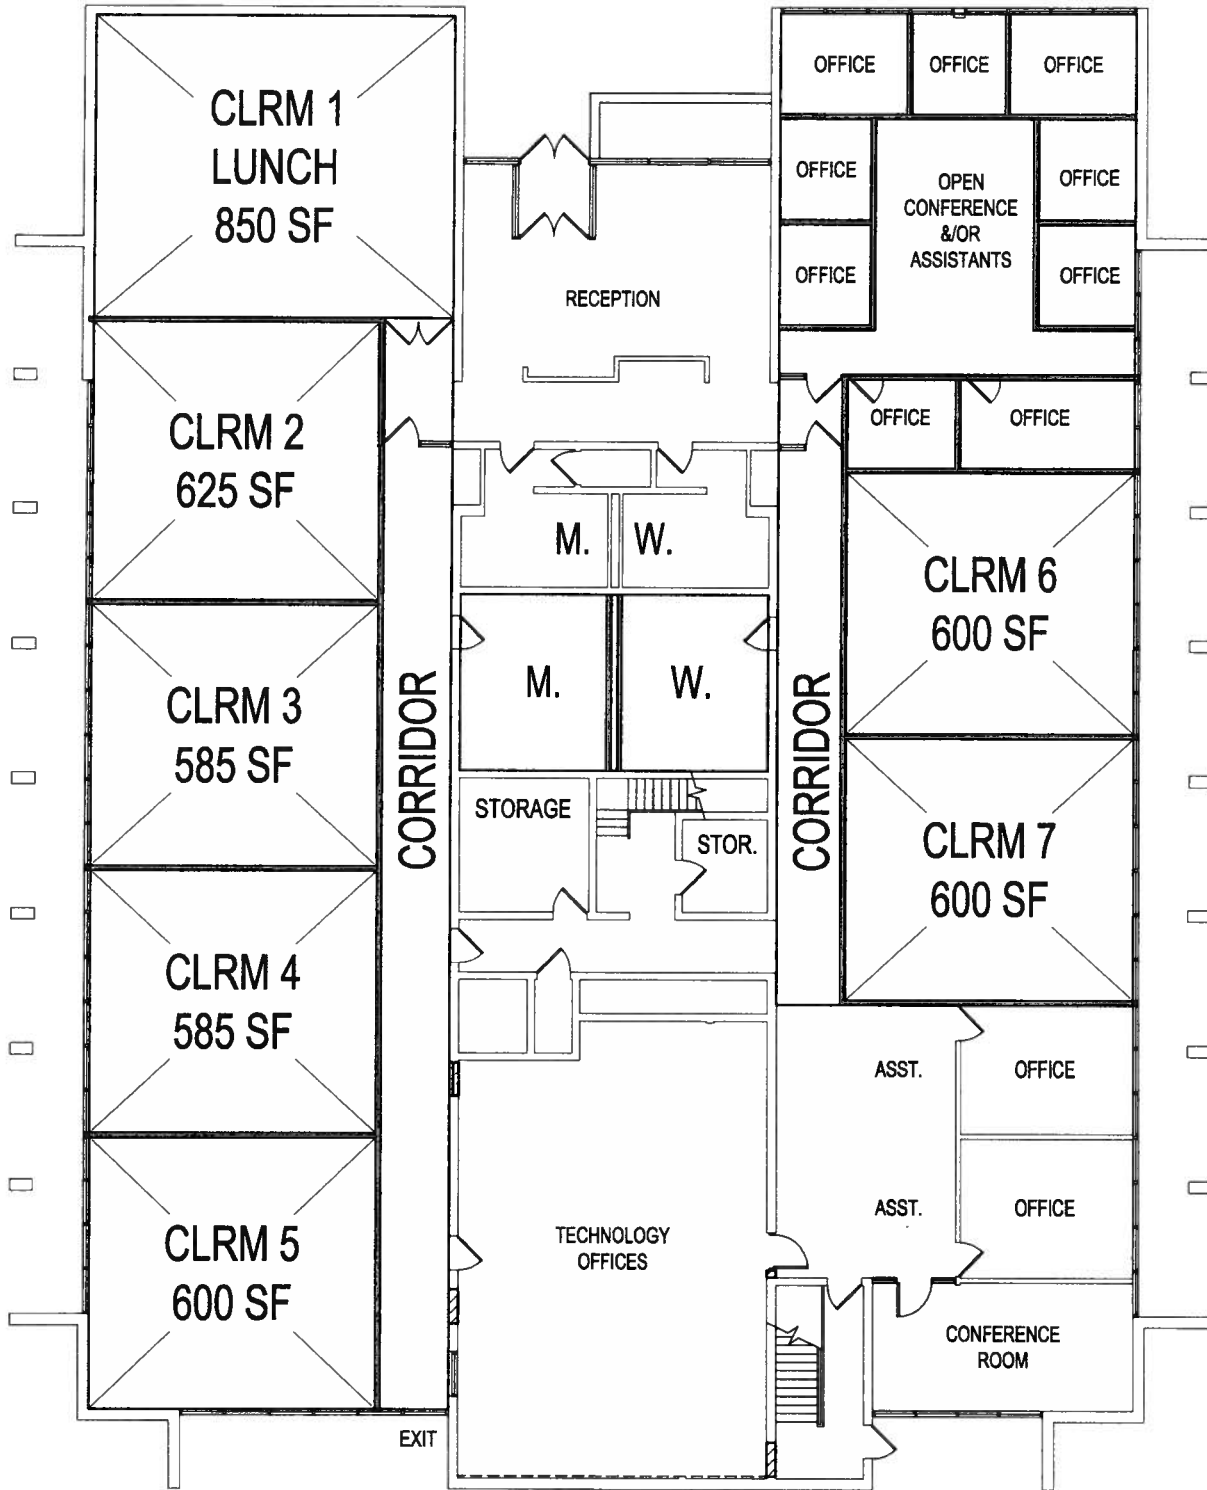 CLRM 1
LUNCH
850 SF
OFFICE
OFFICE
OFFICE
OFFICE
OPEN
CONFERENCE
&/OR
ASSISTANTS
OFFICE
OFFICE
OFFICE
RECEPTION
CLRM 2
625 SF
OFFICE
OFFICE
M.
W.
CLRM 6
600 SF
CLRM 3
585 SF
CORRIDOR
M.
W.
CORRIDOR
STORAGE
STOR.
CLRM 7
600 SF
CLRM 4
585 SF
ASST.
OFFICE
ASST.
OFFICE
CLRM 5
600 SF
TECHNOLOGY
OFFICES
CONFERENCE
ROOM
EXIT